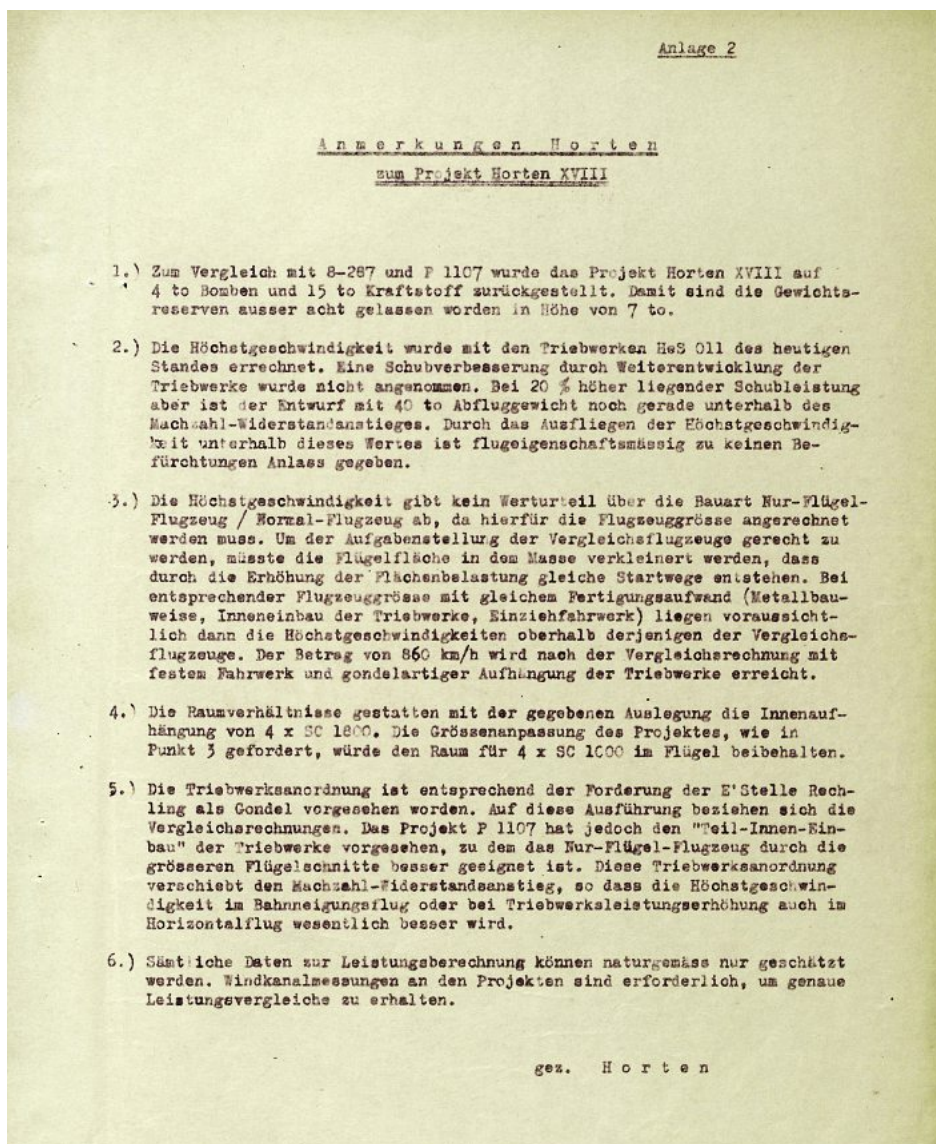 Anlage 2
Anmerkungen Horten
zum Projekt Horten XVIII
1.) Zum Vergleich mit 8-287 und P 1107 wurde das Projekt Horten XVIII auf
4 to Bomben und 15 to Kraftstoff zurückgestellt. Damit sind die Gewichts-
reserven ausser acht gelassen worden in Höhe von 7 to.
2.) Die Höchstgeschwindigkeit wurde mit den Triebwerken HeS 011 des heutigen
Standes errechnet. Eine Schubverbesserung durch Weiterentwicklung der
Triebwerke wurde nicht angenommen. Bei 20 % höher liegender Schubleistung
aber ist der Entwurf mit 40 to Abfluggewicht noch gerade unterhalb des
Machzahl-Widerstandanstieges. Durch das Ausfliegen der Höchstgeschwindig-
keit unterhalb dieses Wertes ist flugeigenschaftsmässig zu keinen Be-
fürchtungen Anlass gegeben.
3.) Die Höchstgeschwindigkeit gibt kein Werturteil über die Bauart Nur-Flügel-
Flugzeug / Normal-Flugzeug ab, da hierfür die Flugzeuggrösse angerechnet
werden muss. Um der Aufgabenstellung der Vergleichsflugzeuge gerecht zu
werden, müsste die Flügelfläche in dem Masse verkleinert werden, dass
durch die Erhöhung der Flächenbelastung gleiche Startwege entstehen. Bei
entsprechender Flugzeuggrösse mit gleichem Fertigungsaufwand (Metallbau-
weise, Inneneinbau der Triebwerke, Einziehfahrwerk) liegen voraussicht-
lich dann die Höchstgeschwindigkeiten oberhalb derjenigen der Vergleichs-
flugzeuge. Der Betrag von 860 km/h wird nach der Vergleichsrechnung mit
festem Fahrwerk und gondelartiger Aufhängung der Triebwerke erreicht.
4.) Die Raumverhältnisse gestatten mit der gegebenen Auslegung die Innenauf-
hängung von 4 x SC 1800. Die Grössenanpassung des Projektes, wie in
Punkt 3 gefordert, würde den Raum für 4 x SC 1000 im Flügel beibehalten.
5.) Die Triebwerksanordnung ist entsprechend der Forderung der E'Stelle Rech-
ling als Gondel vorgesehen worden. Auf diese Ausführung beziehen sich die
Vergleichsrechnungen. Das Projekt P 1107 hat jedoch den "Teil-Innen-Ein-
bau" der Triebwerke vorgesehen, zu dem das Nur-Flügel-Flugzeug durch die
grösseren Flügelschnitte besser geeignet ist. Diese Triebwerksanordnung
verschiebt den Machzahl-Widerstandsanstieg, so dass die Höchstgeschwin-
digkeit im Bahnneigungsflug oder bei Triebwerksleistungserhöhung auch im
Horizontalflug wesentlich besser wird.
6.) Sämtliche Daten zur Leistungsberechnung können naturgemäss nur geschätzt
werden. Windkanalmessungen an den Projekten sind erforderlich, um genaue
Leistungsvergleiche zu erhalten.
gez. Horten